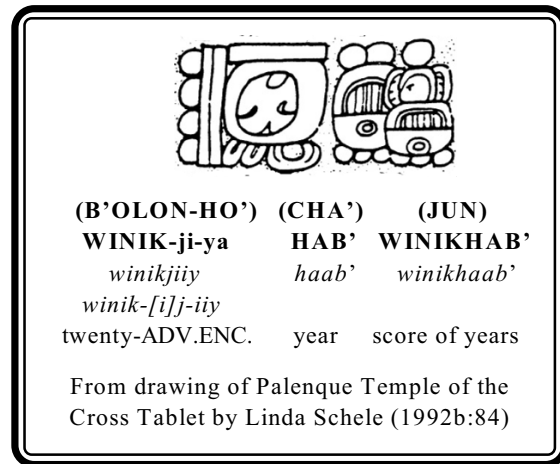 (B’OLON-HO’) (CHA’) (JUN)
WINIK-ji-ya HAB’ WINIKHAB’
winikjiiy haab’ winikhaab’
winik-[i]j-iiy
twenty-ADV.ENC. year score of years
From drawing of Palenque Temple of the
Cross Tablet by Linda Schele (1992b:84)